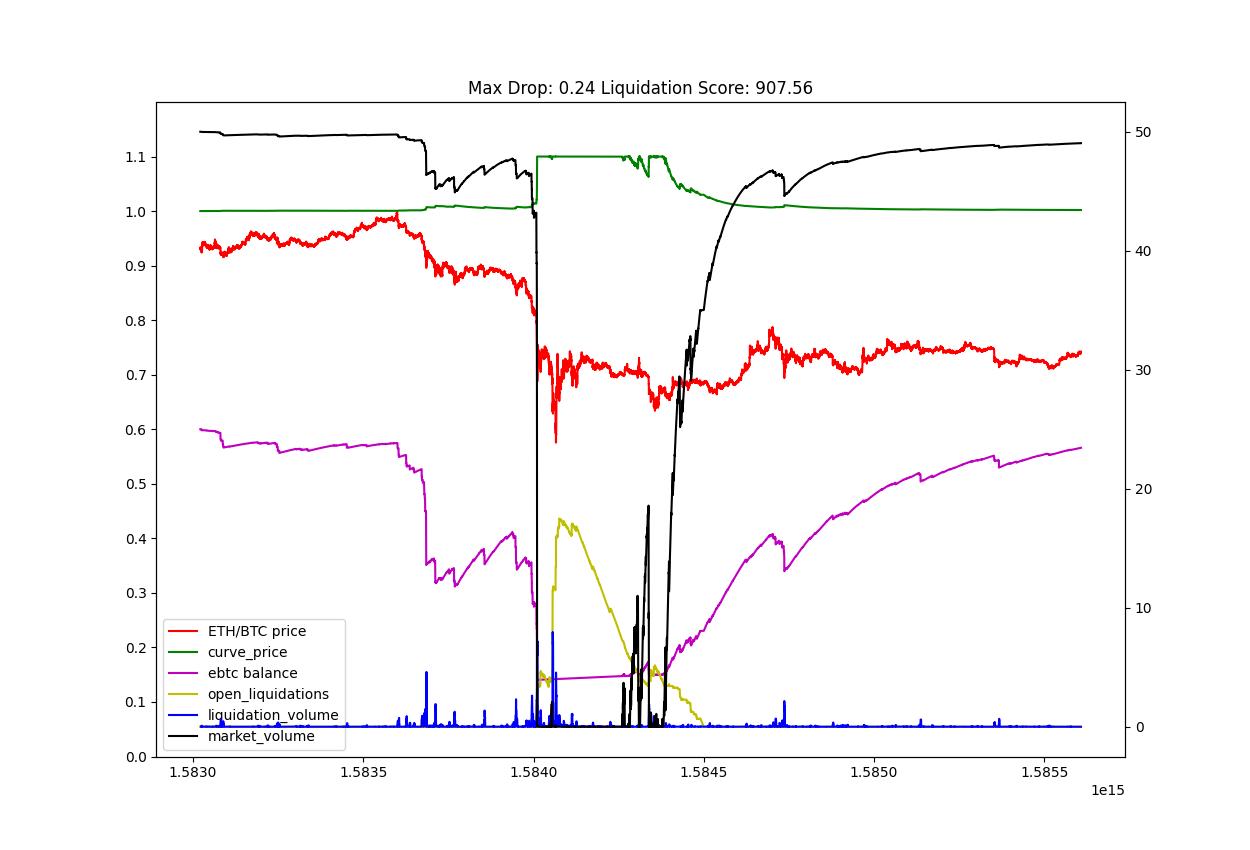 Max Drop: 0.24 Liquidation Score: 907.56
1.1
1.0
0.9
0.8
0.7
0.6
0.5
0.4
0.3
0.2
0.1
0.0
50
40
30
20
10
0
ETH/BTC price
curve_price
ebtc balance
open_liquidations
liquidation_volume
market_volume
1.5830 1.5835 1.5840 1.5845 1.5850 1.5855
1e15